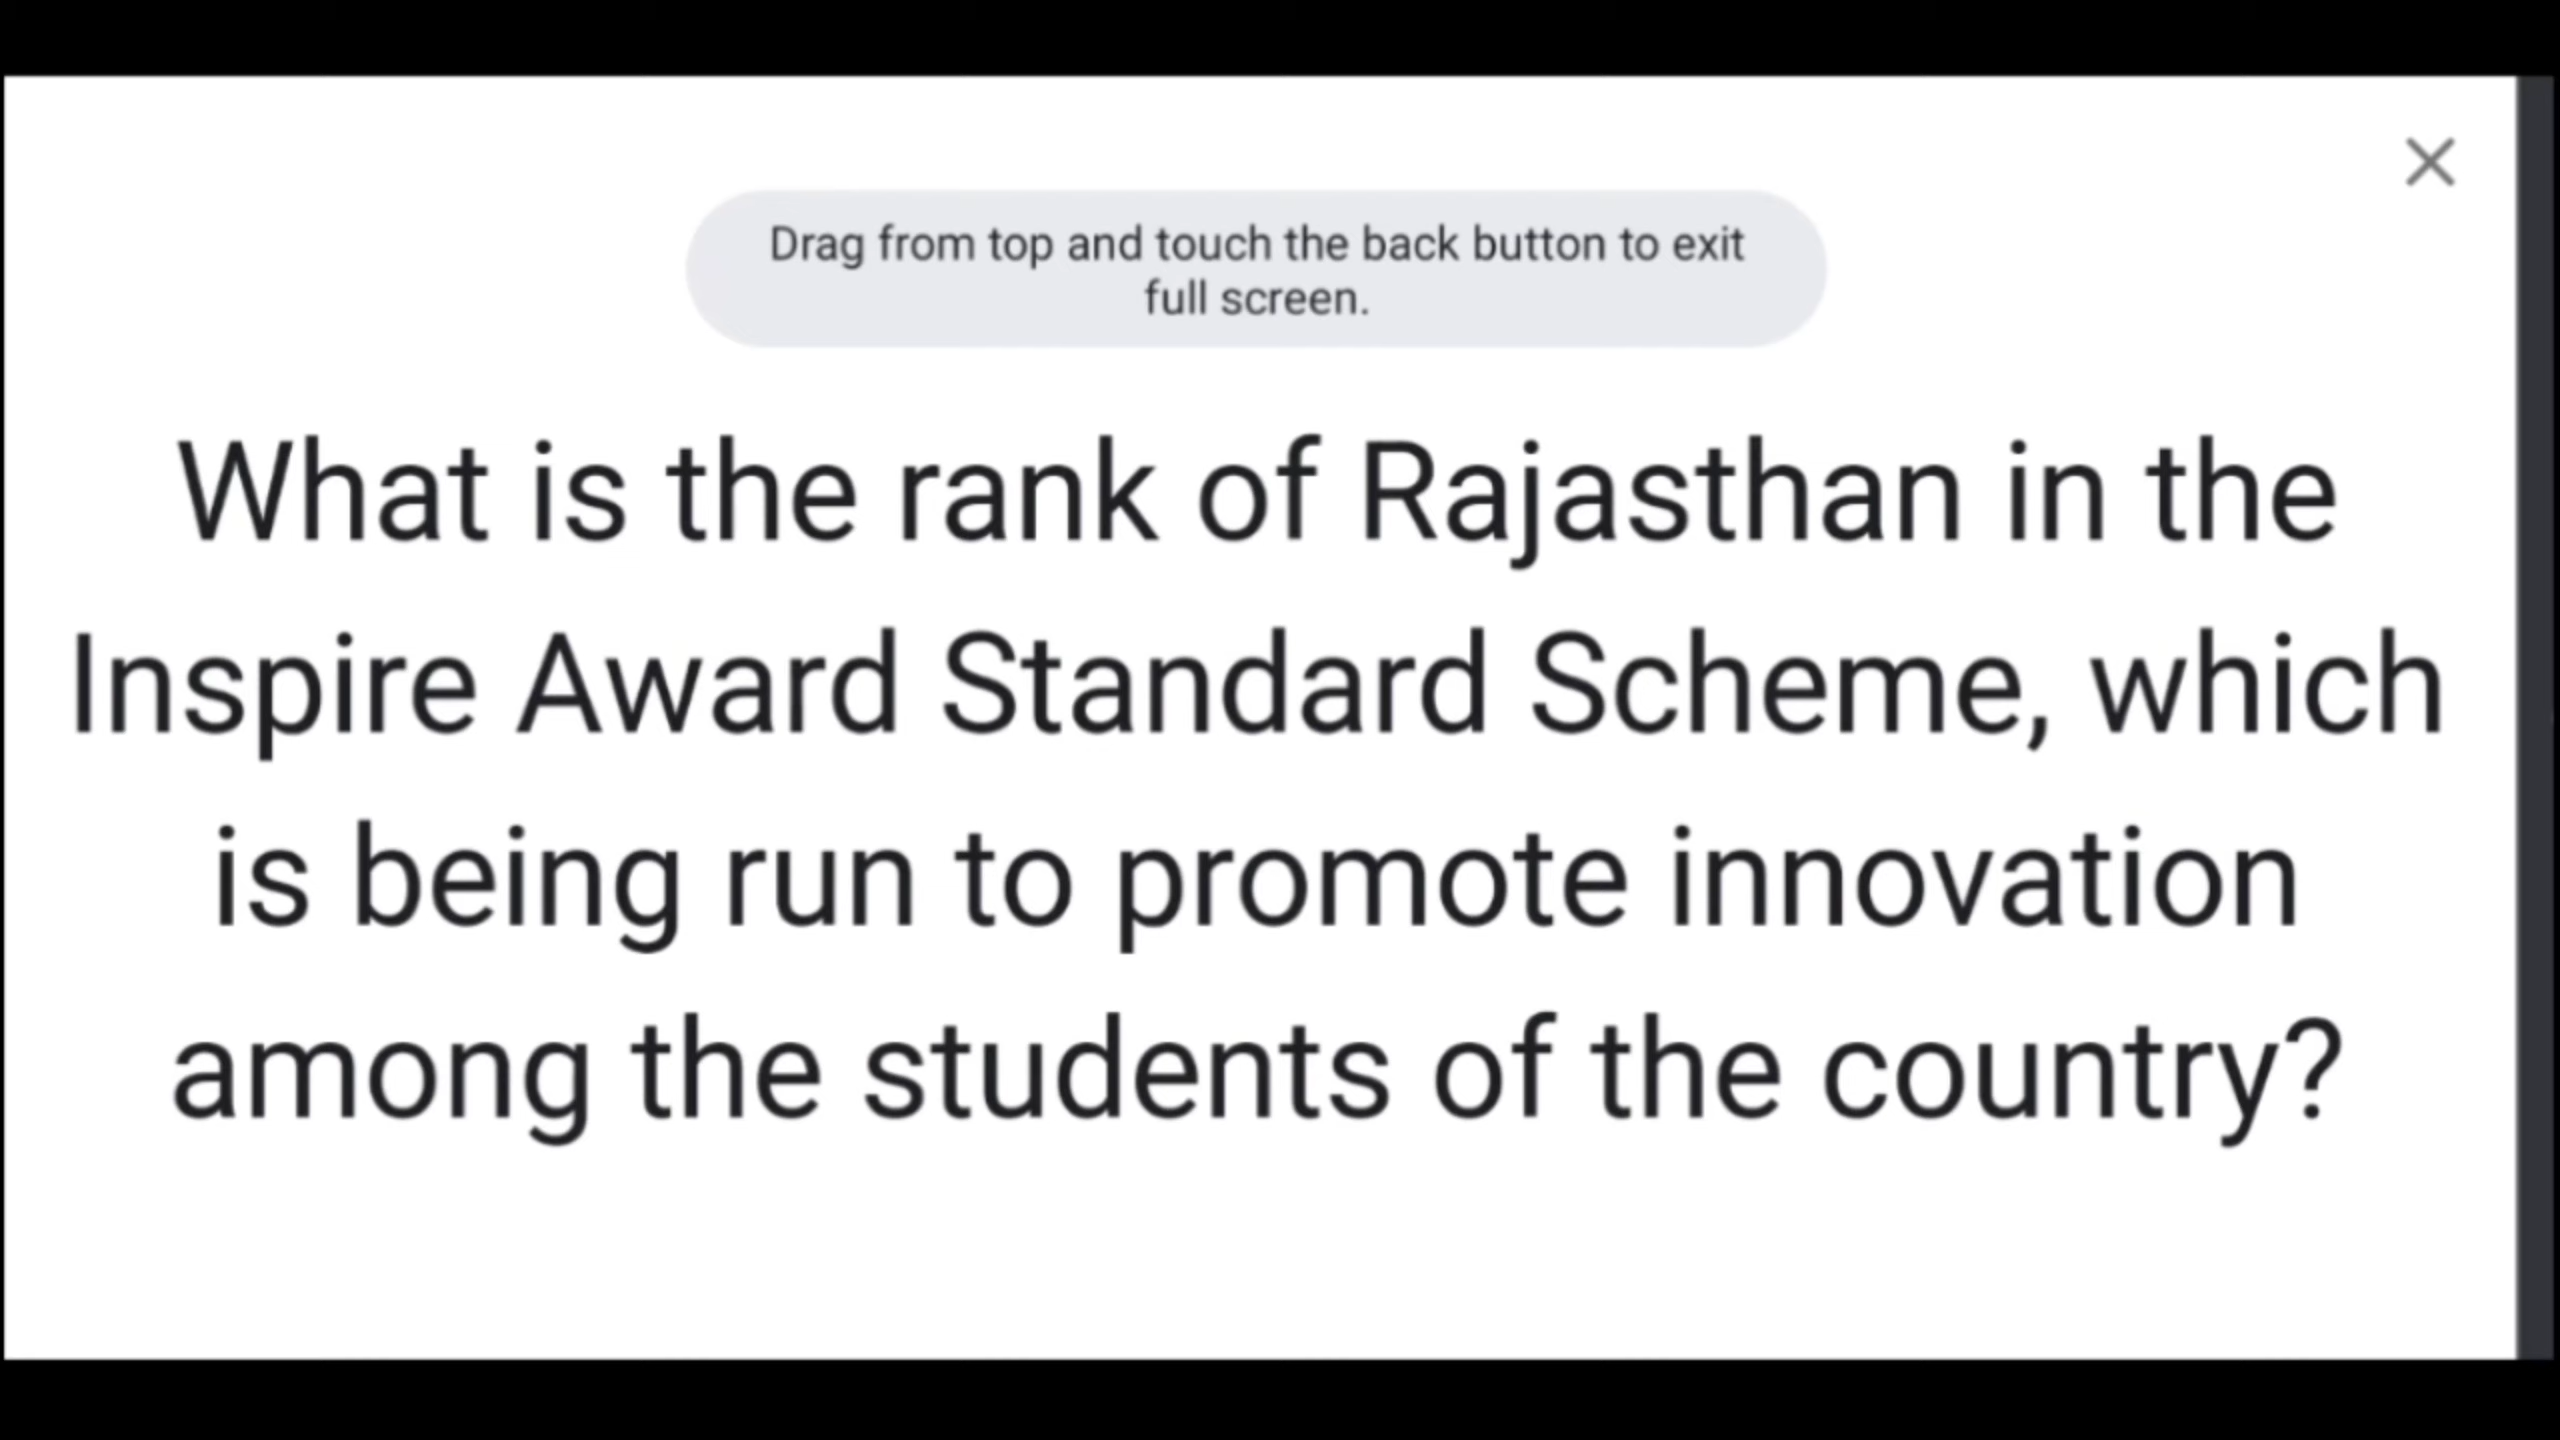 Drag from top and touch the back button to exit
full screen.
What is the rank of Rajasthan in the
Inspire Award Standard Scheme, which
is being run to promote innovation
among the students of the country?